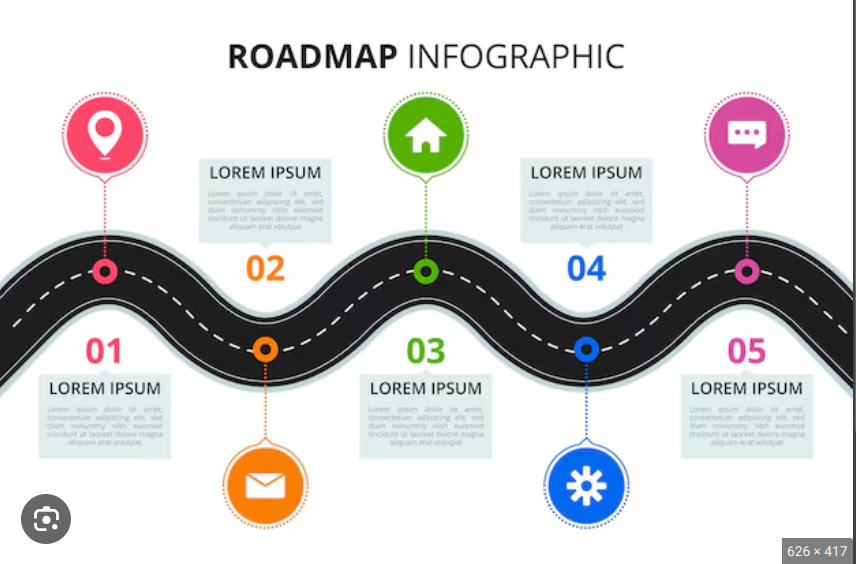 ROADMAP INFOGRAPHIC
LOREM IPSUM
Lorem ipsum dolor sit amet,
consectetuer adipiscing elit, sed
diam nonummy nibh euismod
tincidunt ut laoreet dolore magna
aliquam erat volutpat
02
LOREM IPSUM
Lorem ipsum dolor sit amet,
consectetuer adipiscing elit, sed
diam nonummy nibh euismod
tincidunt ut laoreet dolore magna
aliquam erat volutpat
04
01
LOREM IPSUM
Lorem ipsum dolor sit amet,
consectetuer adipiscing elit, sed
diam nonummy nibh euismod
tincidunt ut laoreet dolore magna
aliquam erat volutpat
03
LOREM IPSUM
Lorem ipsum dolor sit amet,
consectetuer adipiscing elit, sed
diam nonummy nibh euismod
tincidunt ut laoreet dolore magna
aliquam erat volutpat
05
LOREM IPSUM
Lorem ipsum dolor sit amet,
consectetuer adipiscing elit, sed
diam nonummy nibh euismod
tincidunt ut laoreet dolore magna
aliquam erat volutpat
626 × 417